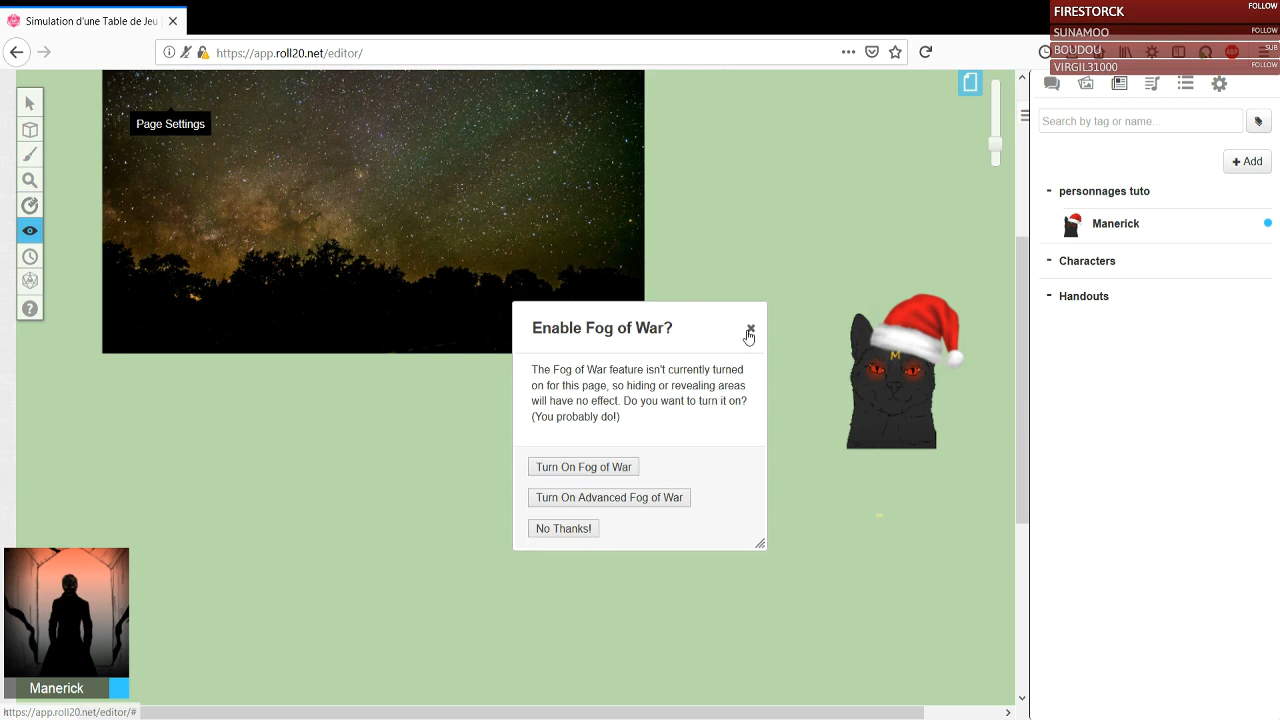 Simulation d'une Table de Jeu
FIRESTORCK
FOLLOW
SUNAMOO
FOLLOW
BOUDOU
SUB
VIRGIL31000
FOLLOW
https://app.roll20.net/editor/
Page Settings
Search by tag or name...
+ Add
- personnages tuto
Manerick
- Characters
- Handouts
M
Enable Fog of War?
The Fog of War feature isn't currently turned
on for this page, so hiding or revealing areas
will have no effect. Do you want to turn it on?
(You probably do!)
Turn On Fog of War
Turn On Advanced Fog of War
No Thanks!
Manerick
https://app.roll20.net/editor/#